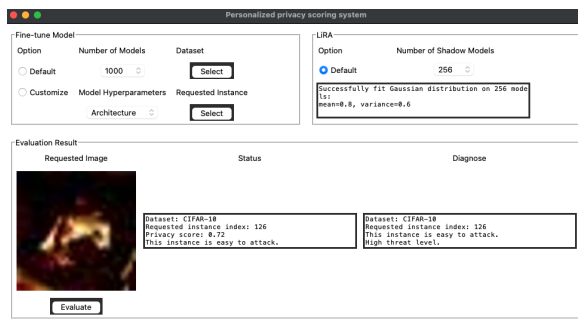 Personalized privacy scoring system
Fine-tune Model
Option Number of Models Dataset
Default 1000 Select
Customize Model Hyperparameters Requested Instance
Architecture Select
LiRA
Option Number of Shadow Models
Default 256
Successfully fit Gaussian distribution on 256 mode
ls:
mean=0.8, variance=0.6
Evaluation Result
Requested Image Status Diagnose
Dataset: CIFAR-10
Requested instance index: 126
Privacy score: 0.72
This instance is easy to attack.
Dataset: CIFAR-10
Requested instance index: 126
This instance is easy to attack.
High threat level.
Evaluate